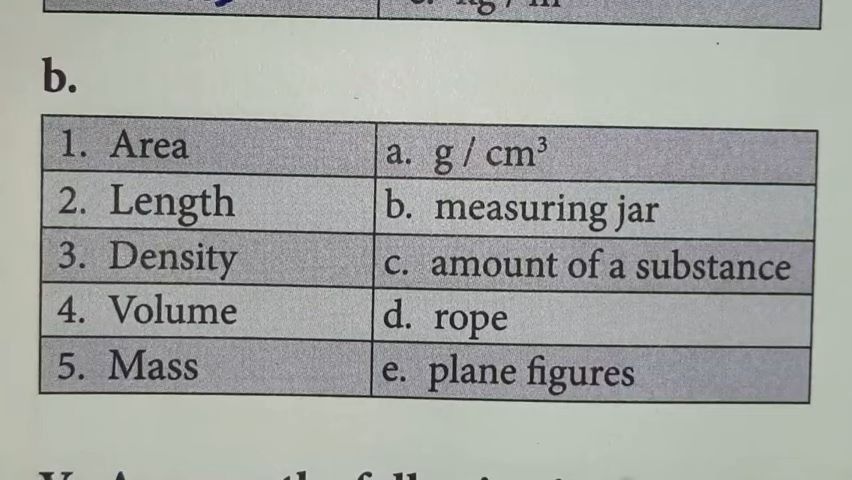 b.
1. Area a. g / cm³
2. Length b. measuring jar
3. Density c. amount of a substance
4. Volume d. rope
5. Mass e. plane figures